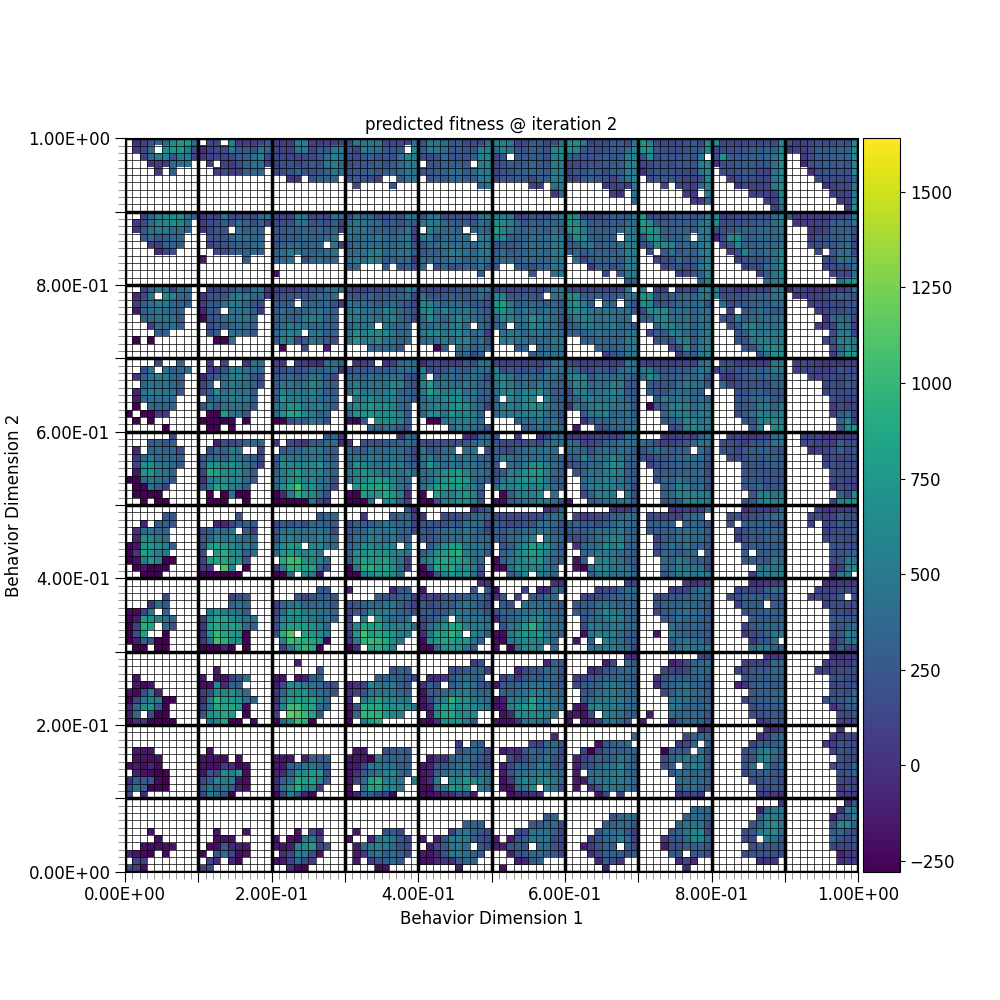 predicted fitness @ iteration 2
1.00E+00
8.00E-01
6.00E-01
4.00E-01
2.00E-01
0.00E+00
Behavior Dimension 2
0.00E+00 2.00E-01 4.00E-01 6.00E-01 8.00E-01 1.00E+00
Behavior Dimension 1
1500
1250
1000
750
500
250
0
−250